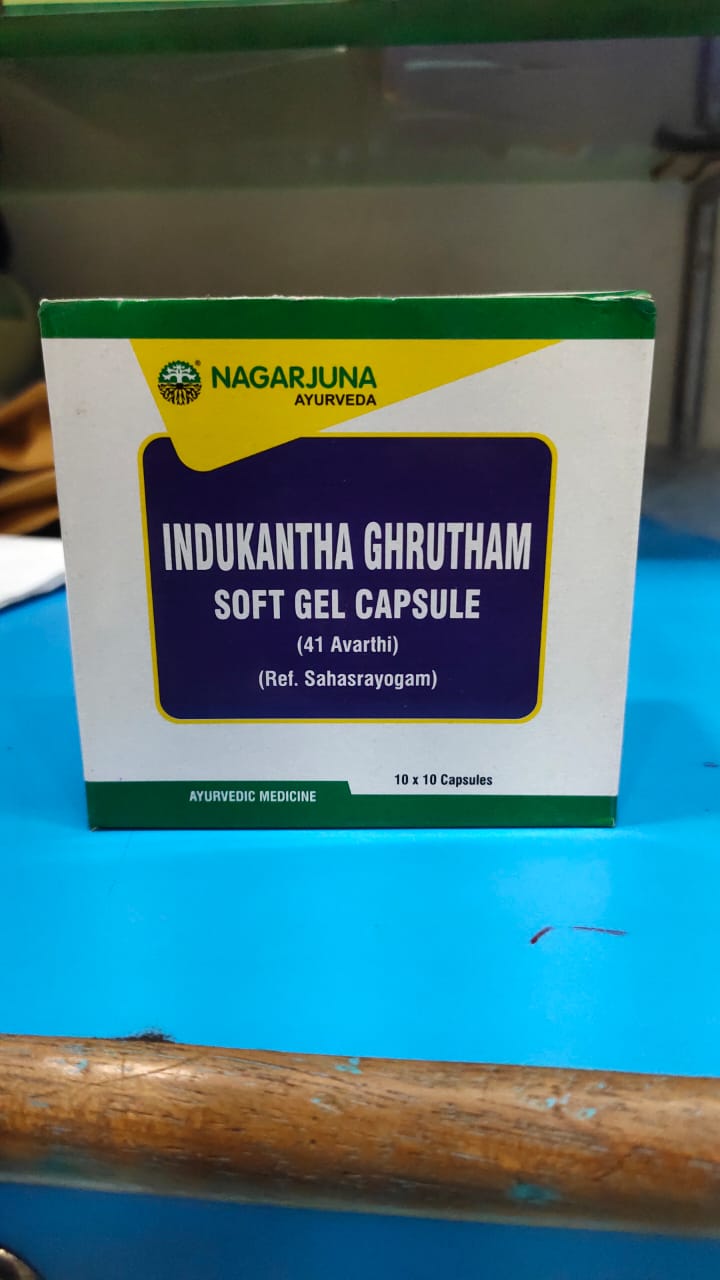 NAGARJUNA
AYURVEDA
INDUKANTHA GHRUTHAM
SOFT GEL CAPSULE
(41 Avarthi)
(Ref. Sahasrayogam)
10 x 10 Capsules
AYURVEDIC MEDICINE